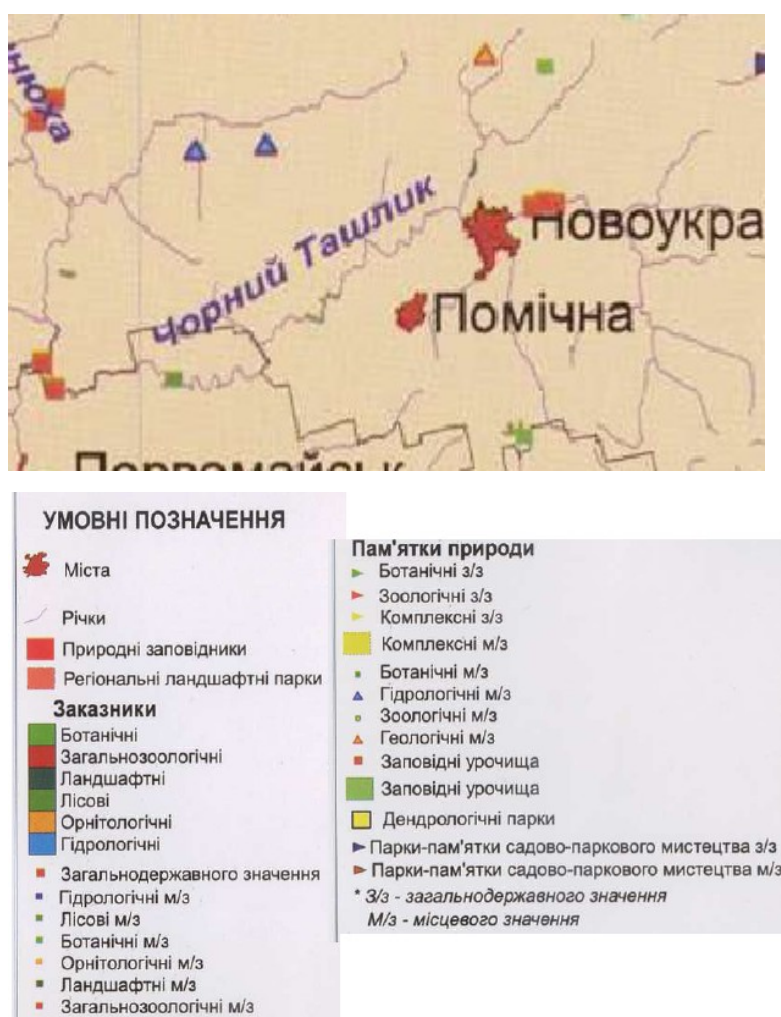 нюха
Чорний Ташлик
Новоукра
Помічна
Первомайськ
УМОВНІ ПОЗНАЧЕННЯ
Міста
Річки
Природні заповідники
Регіональні ландшафтні парки
Заказники
Ботанічні
Загальнозоологічні
Ландшафтні
Лісові
Орнітологічні
Гідрологічні
Загальнодержавного значення
Гідрологічні м/з
Лісові м/з
Ботанічні м/з
Орнітологічні м/з
Ландшафтні м/з
Загальнозоологічні м/з
Пам'ятки природи
Ботанічні з/з
Зоологічні з/з
Комплексні з/з
Комплексні м/з
Ботанічні м/з
Гідрологічні м/з
Зоологічні м/з
Геологічні м/з
Заповідні урочища
Заповідні урочища
Дендрологічні парки
Парки-пам'ятки садово-паркового мистецтва з/з
Парки-пам'ятки садово-паркового мистецтва м/з
* З/з - загальнодержавного значення
М/з - місцевого значення